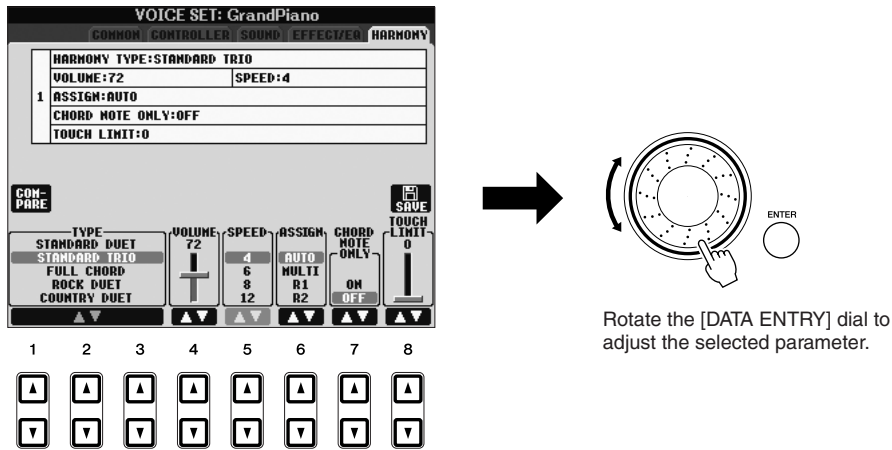 VOICE SET: GrandPiano
COMMON CONTROLLER SOUND EFFECT/EQ HARMONY
HARMONY TYPE:STANDARD TRIO
VOLUME:72 SPEED:4
1 ASSIGN:AUTO
CHORD NOTE ONLY:OFF
TOUCH LIMIT:0
COM-
PARE
SAVE
TYPE
STANDARD DUET
STANDARD TRIO
FULL CHORD
ROCK DUET
COUNTRY DUET
VOLUME
72
SPEED
4
6
8
12
ASSIGN
AUTO
MULTI
R1
R2
CHORD
NOTE
ONLY
ON
OFF
TOUCH
LIMIT
0
1 2 3 4 5 6 7 8
ENTER
Rotate the [DATA ENTRY] dial to
adjust the selected parameter.